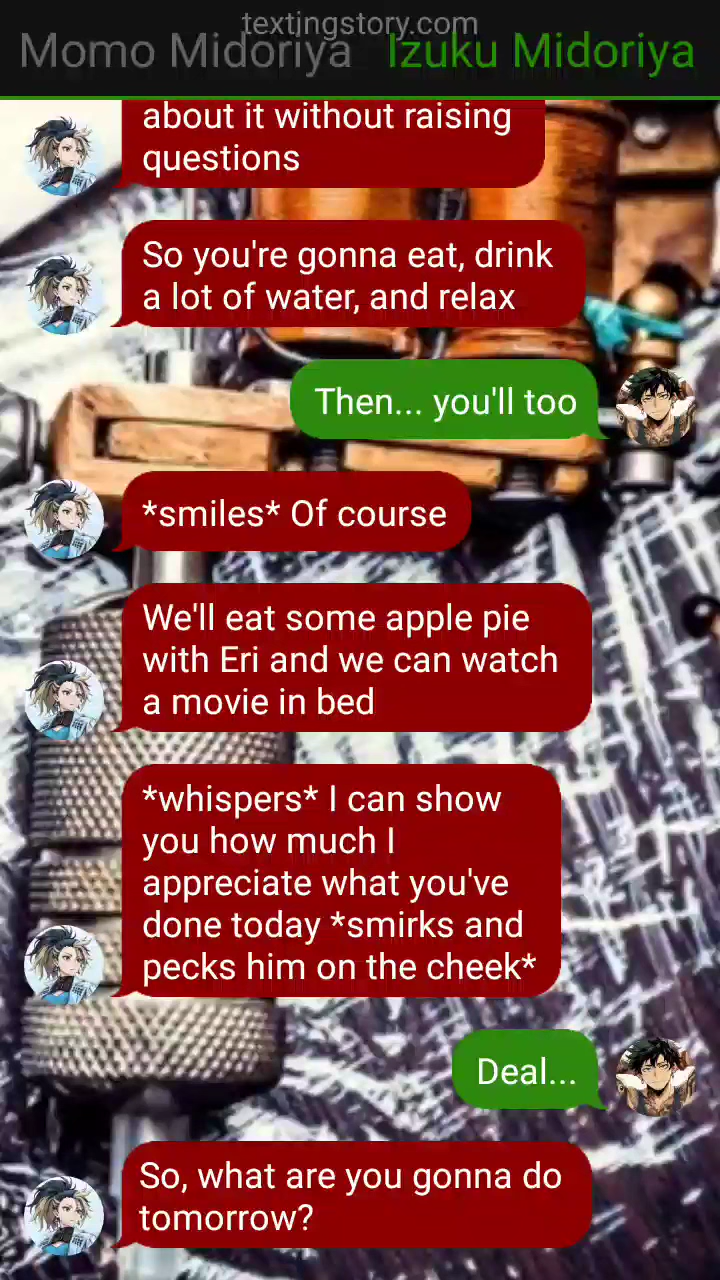 textingstory.com
Momo Midoriya Izuku Midoriya
about it without raising
questions
So you're gonna eat, drink
a lot of water, and relax
Then... you'll too
*smiles* Of course
We'll eat some apple pie
with Eri and we can watch
a movie in bed
*whispers* I can show
you how much I
appreciate what you've
done today *smirks and
pecks him on the cheek*
Deal...
So, what are you gonna do
tomorrow?